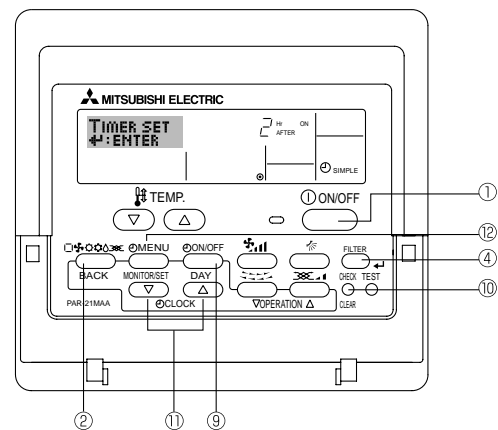 MITSUBISHI ELECTRIC
TIMER SET
:ENTER
2 Hr ON
AFTER
SIMPLE
TEMP.
ON/OFF
①
MENU
ON/OFF
FILTER
⑫
④
BACK
MONITOR/SET
DAY
CHECK TEST
PAR-21MAA
CLOCK
OPERATION
CLEAR
⑩
②
⑪
⑨